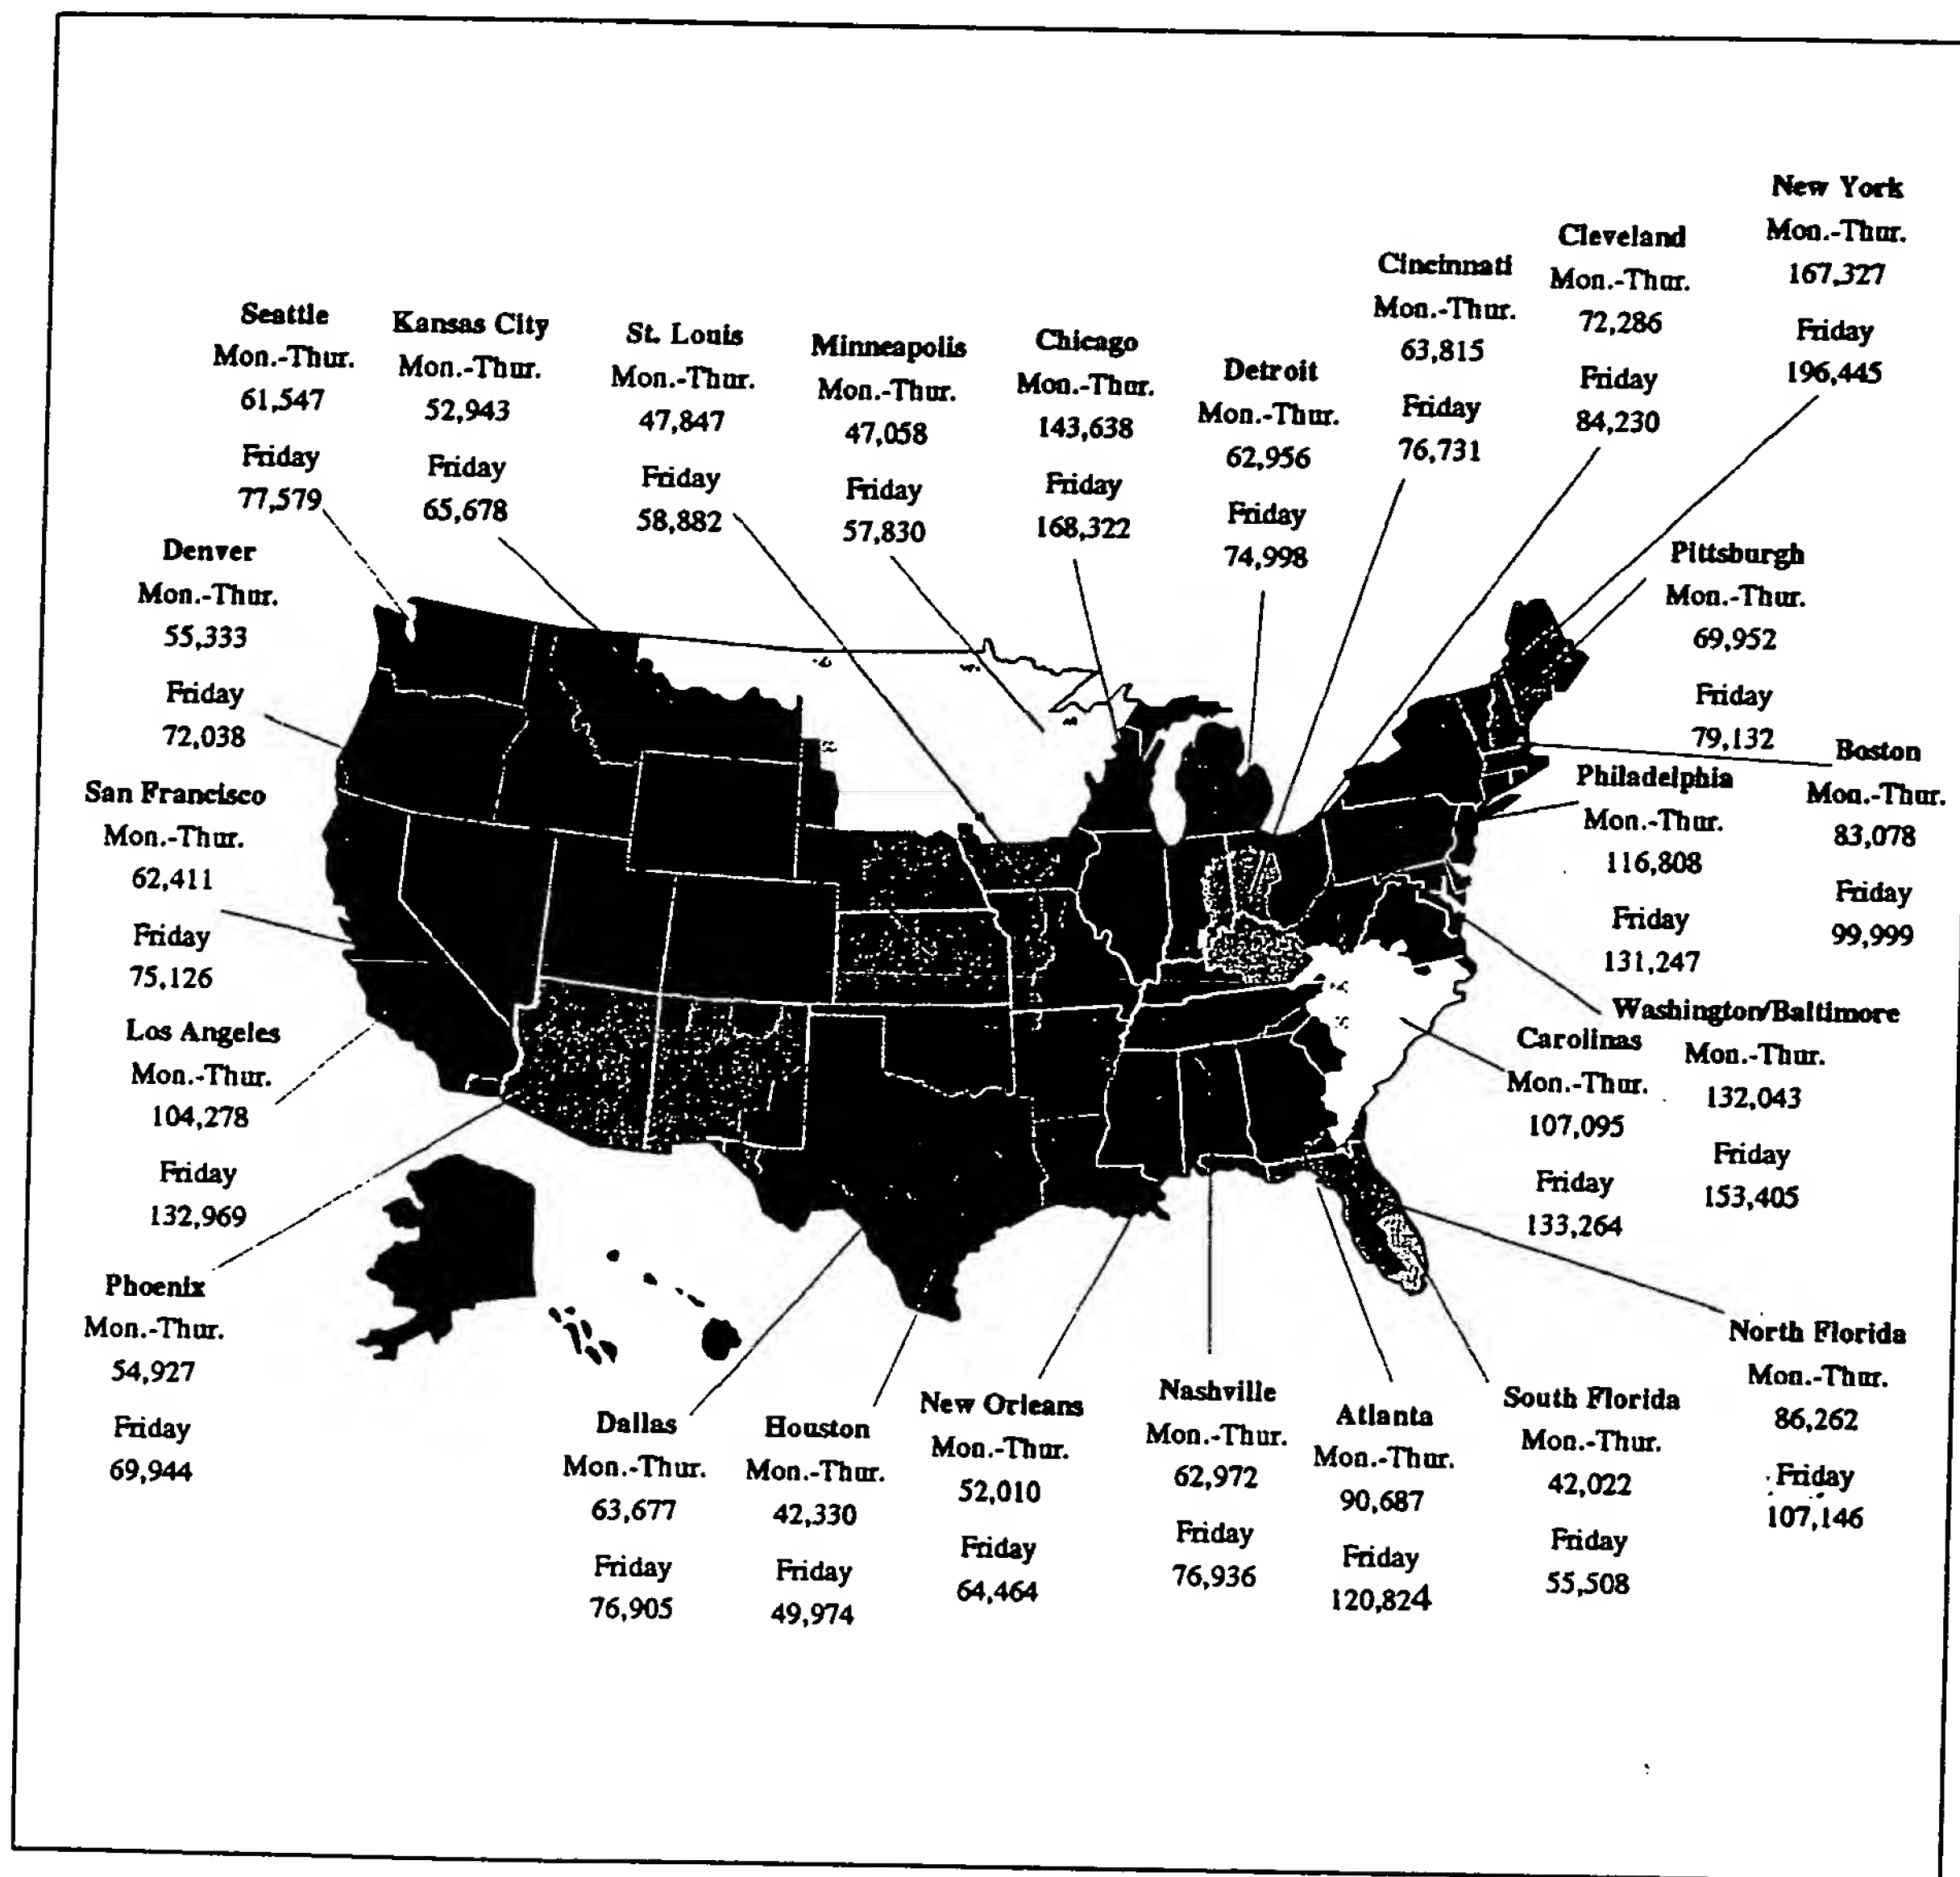 New York
Mon.-Thur.
167,327
Friday
196,445
Cleveland
Mon.-Thur.
72,286
Friday
84,230
Cincinnati
Mon.-Thur.
63,815
Friday
76,731
Seattle
Mon.-Thur.
61,547
Friday
77,579
Kansas City
Mon.-Thur.
52,943
Friday
65,678
St. Louis
Mon.-Thur.
47,847
Friday
58,882
Minneapolis
Mon.-Thur.
47,058
Friday
57,830
Chicago
Mon.-Thur.
143,638
Friday
168,322
Detroit
Mon.-Thur.
62,956
Friday
74,998
Denver
Mon.-Thur.
55,333
Friday
72,038
Pittsburgh
Mon.-Thur.
69,952
Friday
79,132
Boston
Mon.-Thur.
83,078
Friday
99,999
Philadelphia
Mon.-Thur.
116,808
Friday
131,247
San Francisco
Mon.-Thur.
62,411
Friday
75,126
Washington/Baltimore
Mon.-Thur.
132,043
Friday
153,405
Carolinas
Mon.-Thur.
107,095
Friday
133,264
Los Angeles
Mon.-Thur.
104,278
Friday
132,969
Phoenix
Mon.-Thur.
54,927
Friday
69,944
North Florida
Mon.-Thur.
86,262
Friday
107,146
Dallas
Mon.-Thur.
63,677
Friday
76,905
Houston
Mon.-Thur.
42,330
Friday
49,974
New Orleans
Mon.-Thur.
52,010
Friday
64,464
Nashville
Mon.-Thur.
62,972
Friday
76,936
Atlanta
Mon.-Thur.
90,687
Friday
120,824
South Florida
Mon.-Thur.
42,022
Friday
55,508